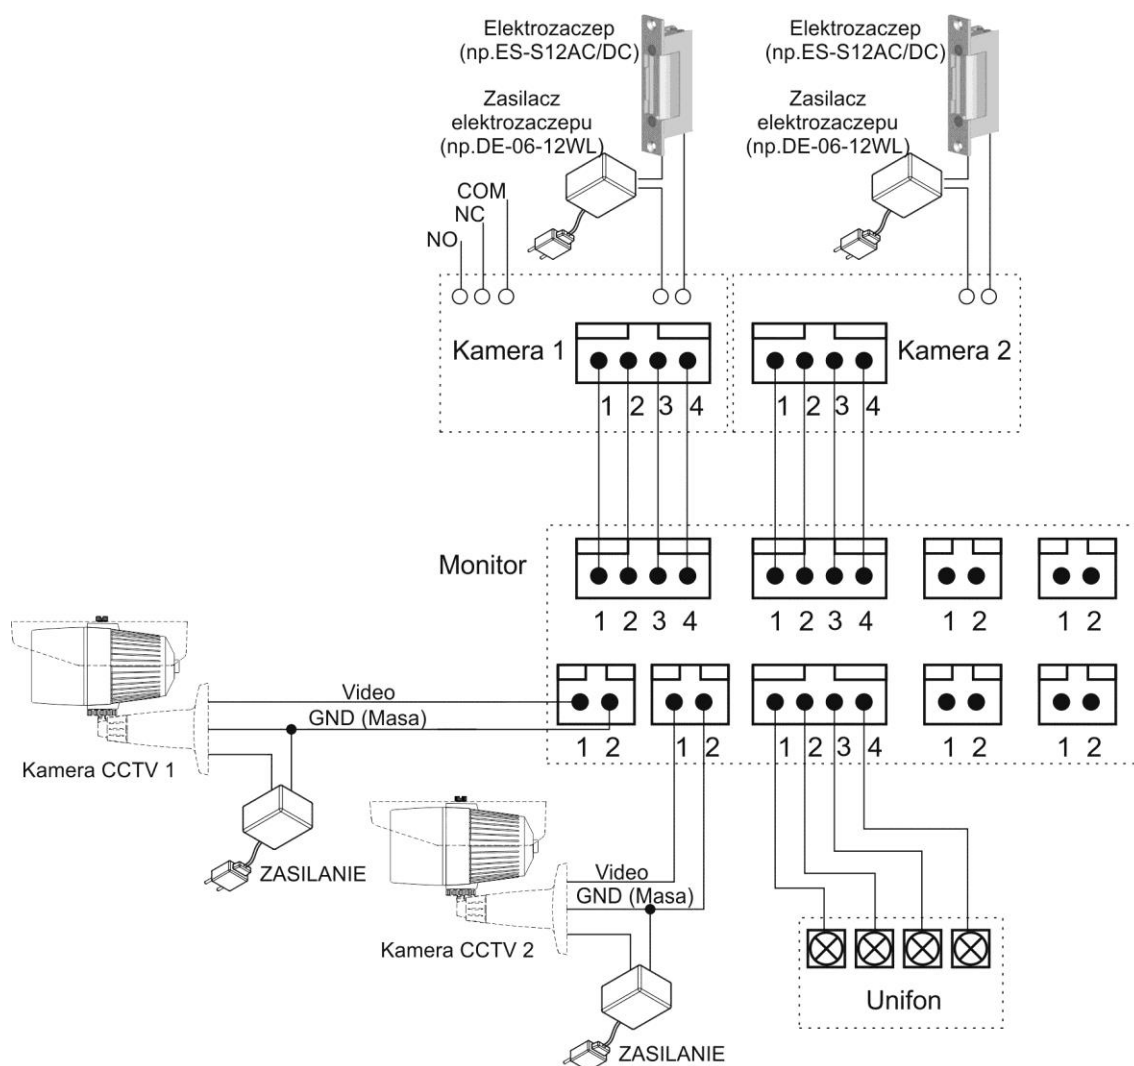 Elektrozaczep
(np.ES-S12AC/DC)
Elektrozaczep
(np.ES-S12AC/DC)
Zasilacz
elektrozaczepu
(np.DE-06-12WL)
Zasilacz
elektrozaczepu
(np.DE-06-12WL)
COM
NC
NO
Kamera 1
Kamera 2
1 2 3 4
1 2 3 4
Monitor
1 2 3 4
1 2 3 4
1 2
1 2
Video
GND (Masa)
1 2
1 2
1 2 3 4
1 2
1 2
Kamera CCTV 1
ZASILANIE
Video
GND (Masa)
Kamera CCTV 2
Unifon
ZASILANIE